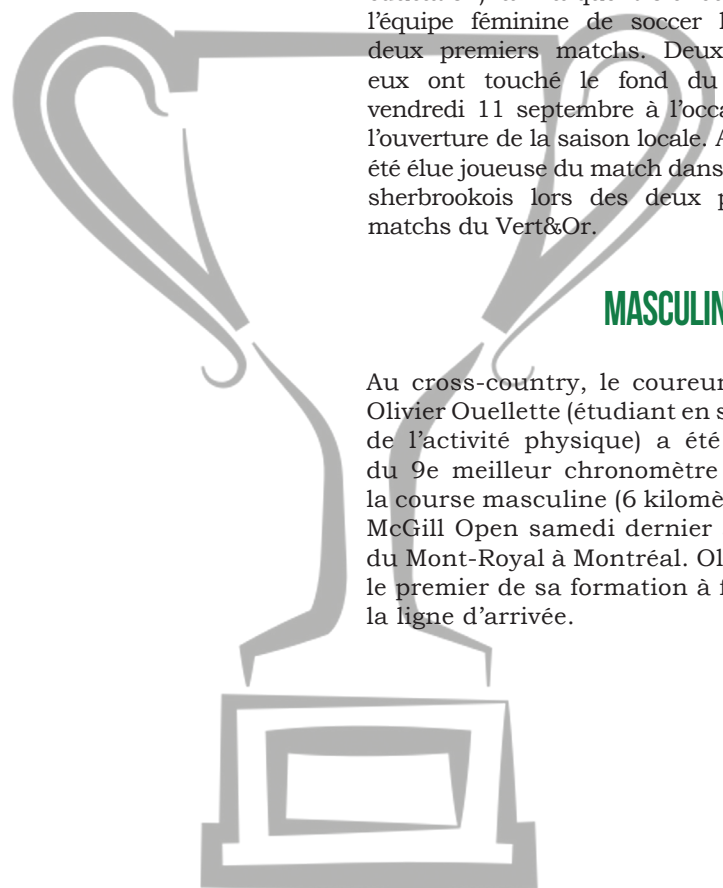 l'équipe féminine de soccer
deux premiers matchs. Deux
eux ont touché le fond du
vendredi 11 septembre à l'occa
l'ouverture de la saison locale. A
été élue joueuse du match dans
sherbrookois lors des deux p
matchs du Vert&Or.
MASCULIN
Au cross-country, le coureur
Olivier Ouellette (étudiant en s
de l'activité physique) a été
du 9e meilleur chronomètre
la course masculine (6 kilomè
McGill Open samedi dernier
du Mont-Royal à Montréal. Ol
le premier de sa formation à f
la ligne d'arrivée.